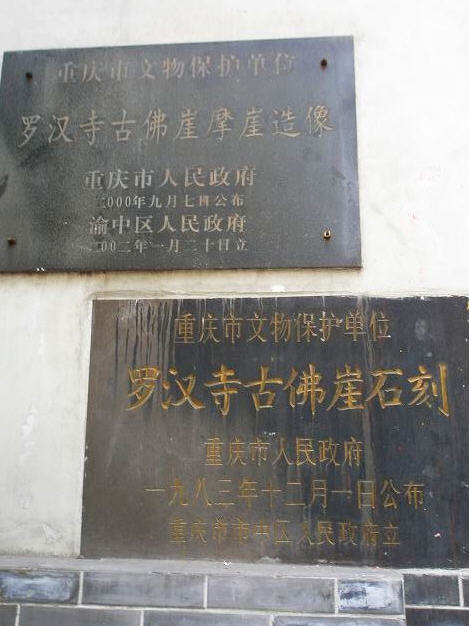 重庆市文物保护单位
罗汉寺古佛崖摩崖造像
重庆市人民政府
二000年九月七日公布
渝中区人民政府
二00二年一月二十日立
重庆市文物保护单位
罗汉寺古佛崖石刻
重庆市人民政府
一九八三年十二月一日公布
重庆市市中区人民政府立